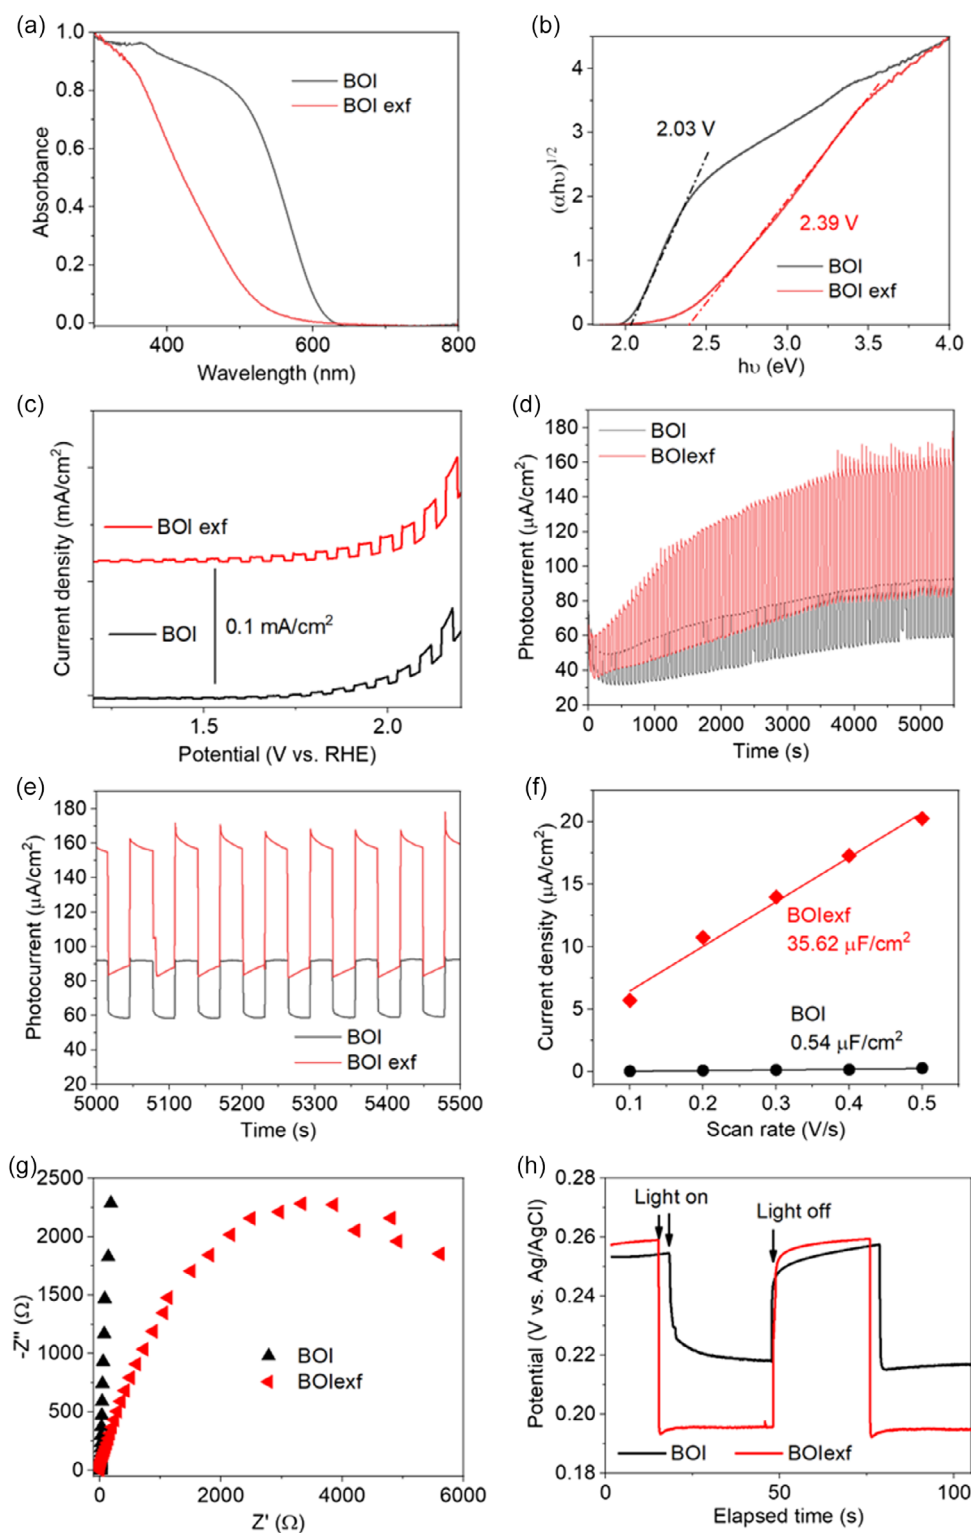 (a)
1.0
0.8
0.6
0.4
0.2
0.0
Absorbance
BOI
BOI exf
400
600
800
Wavelength (nm)
(b)
4
2
0
(αhυ)1/2
2.03 V
2.39 V
BOI
BOI exf
2.0
2.5
3.0
3.5
4.0
hυ (eV)
(c)
Current density (mA/cm2)
BOI exf
BOI
0.1 mA/cm2
1.5
2.0
Potential (V vs. RHE)
(d)
180
160
140
120
100
80
60
40
20
Photocurrent (μA/cm2)
BOI
BOIexf
0
1000
2000
3000
4000
5000
Time (s)
(e)
180
160
140
120
100
80
60
40
20
Photocurrent (μA/cm2)
BOI
BOI exf
5000
5100
5200
5300
5400
5500
Time (s)
(f)
20
15
10
5
0
Current density (μA/cm2)
BOIexf
35.62 μF/cm2
BOI
0.54 μF/cm2
0.1
0.2
0.3
0.4
0.5
Scan rate (V/s)
(g)
2500
2000
1500
1000
500
0
-Z" (Ω)
BOI
BOIexf
0
2000
4000
6000
Z' (Ω)
(h)
0.28
0.26
0.24
0.22
0.20
0.18
Potential (V vs. Ag/AgCl)
Light on
Light off
BOI
BOIexf
0
50
100
Elapsed time (s)